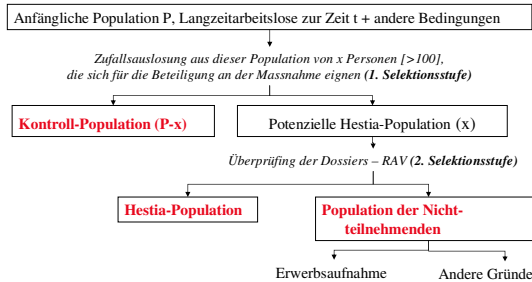 Anfängliche Population P, Langzeitarbeitslose zur Zeit t + andere Bedingungen
Zufallsauslosung aus dieser Population von x Personen [>100],
die sich für die Beteiligung an der Massnahme eignen (1. Selektionsstufe)
Kontroll-Population (P-x)
Potenzielle Hestia-Population (x)
Überprüfing der Dossiers – RAV (2. Selektionsstufe)
Hestia-Population
Population der Nicht-
teilnehmenden
Erwerbsaufnahme
Andere Gründe